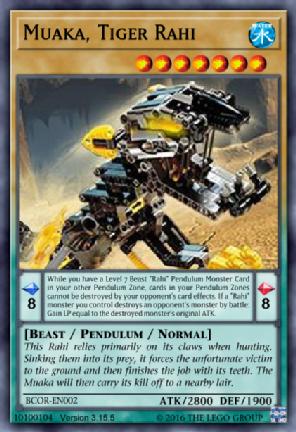 MUAKA, TIGER RAHI
WATER
水
While you have a Level 7 Beast "Rahi" Pendulum Monster Card
in your other Pendulum Zone, cards in your Pendulum Zones
cannot be destroyed by your opponent's card effects. If a "Rahi"
monster you control destroys an opponent's monster by battle:
Gain LP equal to the destroyed monster's original ATK.
8
8
[BEAST / PENDULUM / NORMAL]
This Rahi relies primarily on its claws when hunting.
Sinking them into its prey, it forces the unfortunate victim
to the ground and then finishes the job with its teeth. The
Muaka will then carry its kill off to a nearby lair.
BCOR-EN002
ATK/2800 DEF/1900
10100104 Version 3.16.5
©2016 THE LEGO GROUP